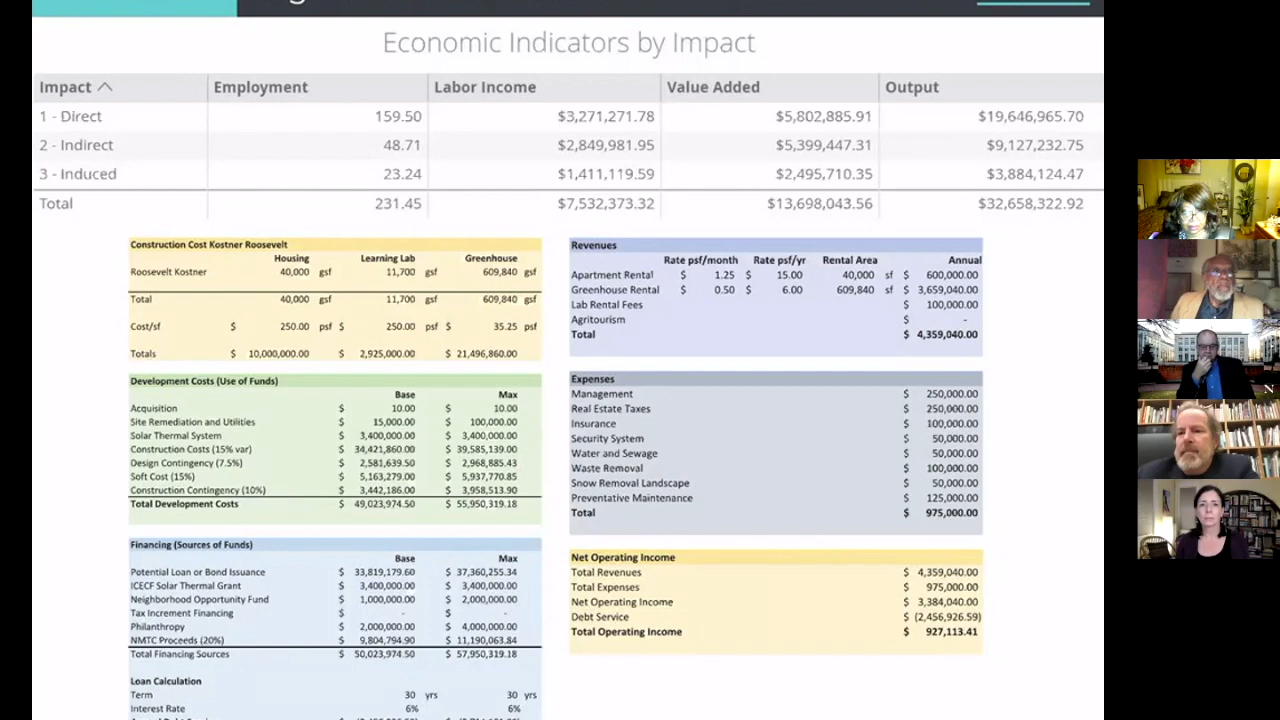 Economic Indicators by Impact
Impact Employment Labor Income Value Added Output
1 - Direct 159.50 $3,271,271.78 $5,802,885.91 $19,646,965.70
2 - Indirect 48.71 $2,849,981.95 $5,399,447.31 $9,127,232.75
3 - Induced 23.24 $1,411,119.59 $2,495,710.35 $3,884,124.47
Total 231.45 $7,532,373.32 $13,698,043.56 $32,658,322.92
Construction Cost Kostner Roosevelt
Housing Learning Lab Greenhouse
Roosevelt Kostner 40,000 gsf 11,700 gsf 609,840 gsf
Total 40,000 gsf 11,700 gsf 609,840 gsf
Cost/sf $ 250.00 psf $ 250.00 psf $ 35.25 psf
Totals $ 10,000,000.00 $ 2,925,000.00 $ 21,496,860.00
Development Costs (Use of Funds)
Base Max
Acquisition $ 10.00 $ 10.00
Site Remediation and Utilities $ 15,000.00 $ 100,000.00
Solar Thermal System $ 3,400,000.00 $ 3,400,000.00
Construction Costs (15% var) $ 34,421,860.00 $ 39,585,139.00
Design Contingency (7.5%) $ 2,581,639.50 $ 2,968,885.43
Soft Cost (15%) $ 5,163,279.00 $ 5,937,770.85
Construction Contingency (10%) $ 3,442,186.00 $ 3,958,513.90
Total Development Costs $ 49,023,974.50 $ 55,950,319.18
Financing (Sources of Funds)
Base Max
Potential Loan or Bond Issuance $ 33,819,179.60 $ 37,360,255.34
ICECF Solar Thermal Grant $ 3,400,000.00 $ 3,400,000.00
Neighborhood Opportunity Fund $ 1,000,000.00 $ 2,000,000.00
Tax Increment Financing $ - $ -
Philanthropy $ 2,000,000.00 $ 4,000,000.00
NMTC Proceeds (20%) $ 9,804,794.90 $ 11,190,063.84
Total Financing Sources $ 50,023,974.50 $ 57,950,319.18
Loan Calculation
Term 30 yrs 30 yrs
Interest Rate 6% 6%
Revenues
Rate psf/month Rate psf/yr Rental Area Annual
Apartment Rental $ 1.25 $ 15.00 40,000 sf $ 600,000.00
Greenhouse Rental $ 0.50 $ 6.00 609,840 sf $ 3,659,040.00
Lab Rental Fees $ 100,000.00
Agritourism $ -
Total $ 4,359,040.00
Expenses
Management $ 250,000.00
Real Estate Taxes $ 250,000.00
Insurance $ 100,000.00
Security System $ 50,000.00
Water and Sewage $ 50,000.00
Waste Removal $ 100,000.00
Snow Removal Landscape $ 50,000.00
Preventative Maintenance $ 125,000.00
Total $ 975,000.00
Net Operating Income
Total Revenues $ 4,359,040.00
Total Expenses $ 975,000.00
Net Operating Income $ 3,384,040.00
Debt Service $ (2,456,926.59)
Total Operating Income $ 927,113.41
N